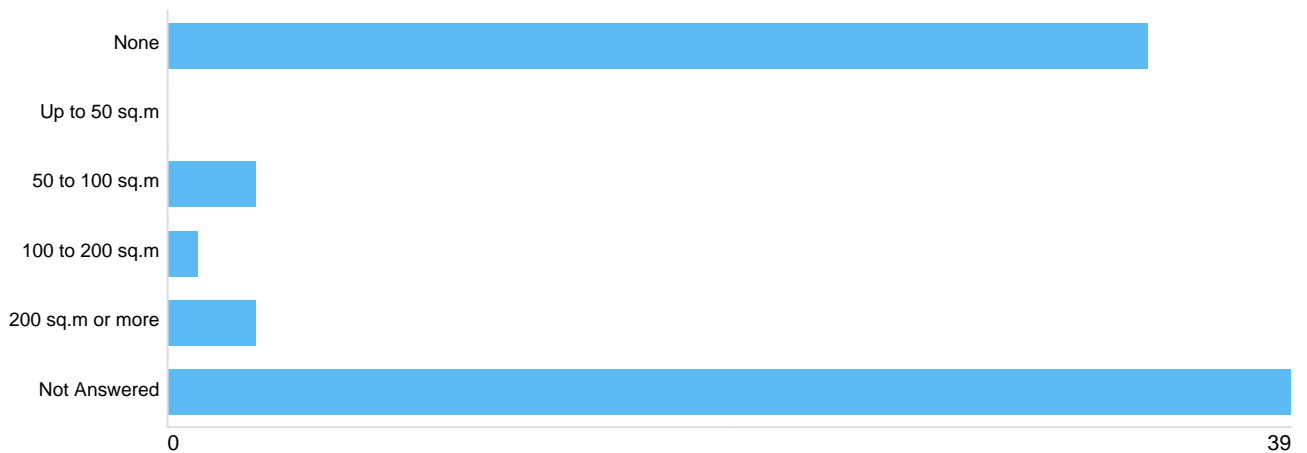 None
Up to 50 sq.m
50 to 100 sq.m
100 to 200 sq.m
200 sq.m or more
Not Answered
0 39